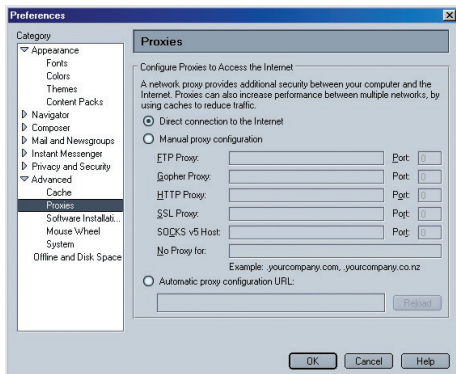 Preferences
Category
Appearance
Fonts
Colors
Themes
Content Packs
Navigator
Composer
Mail and Newsgroups
Instant Messenger
Privacy and Security
Advanced
Cache
Proxies
Software Installati...
Mouse Wheel
System
Offline and Disk Space
Proxies
Configure Proxies to Access the Internet
A network proxy provides additional security between your computer and the
Internet. Proxies can also increase performance between multiple networks, by
using caches to reduce traffic.
Direct connection to the Internet
Manual proxy configuration
FTP Proxy: Port: 0
Gopher Proxy: Port: 0
HTTP Proxy: Port: 0
SSL Proxy: Port: 0
SOCKS v5 Host: Port: 0
No Proxy for:
Example: .yourcompany.com, .yourcompany.co.nz
Automatic proxy configuration URL:
Reload
OK Cancel Help